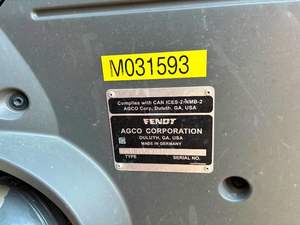 M031593
Complies with CAN ICES-2/NMB-2
AGCO Corp, Duluth, GA, USA
FENDT
AGCO CORPORATION
DULUTH, GA, USA
MADE IN GERMANY
TYPE
SERIAL NO.